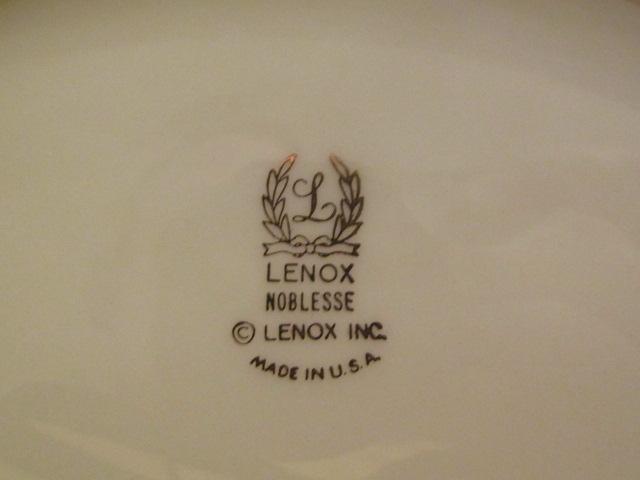 L
LENOX
NOBLESSE
© LENOX INC.
MADE IN U.S.A.